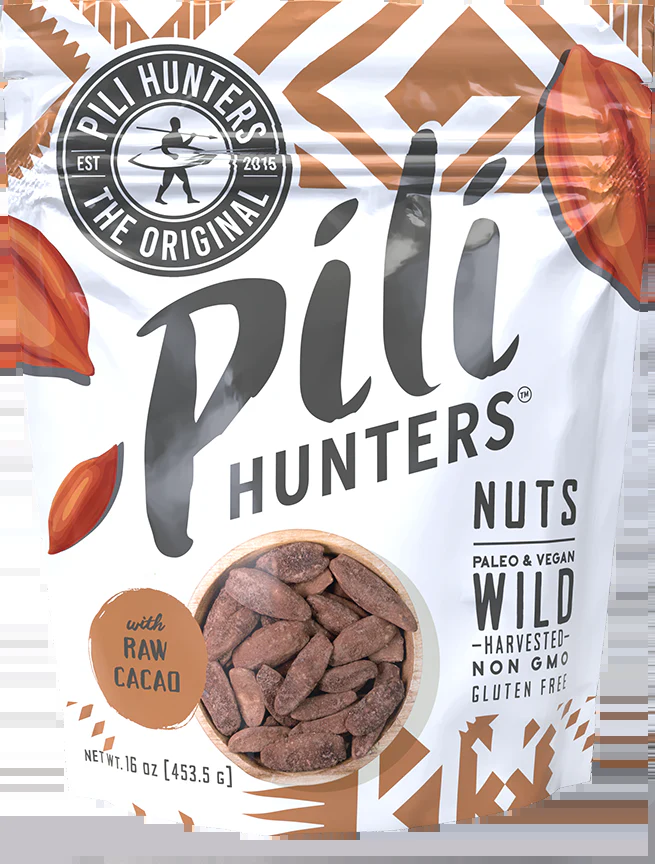 PILI HUNTERS
EST 2015
THE ORIGINAL
Pili
HUNTERS™
NUTS
PALEO & VEGAN
WILD
-HARVESTED-
NON GMO
GLUTEN FREE
with
RAW
CACAO
NET WT. 16 OZ [453.5 G]